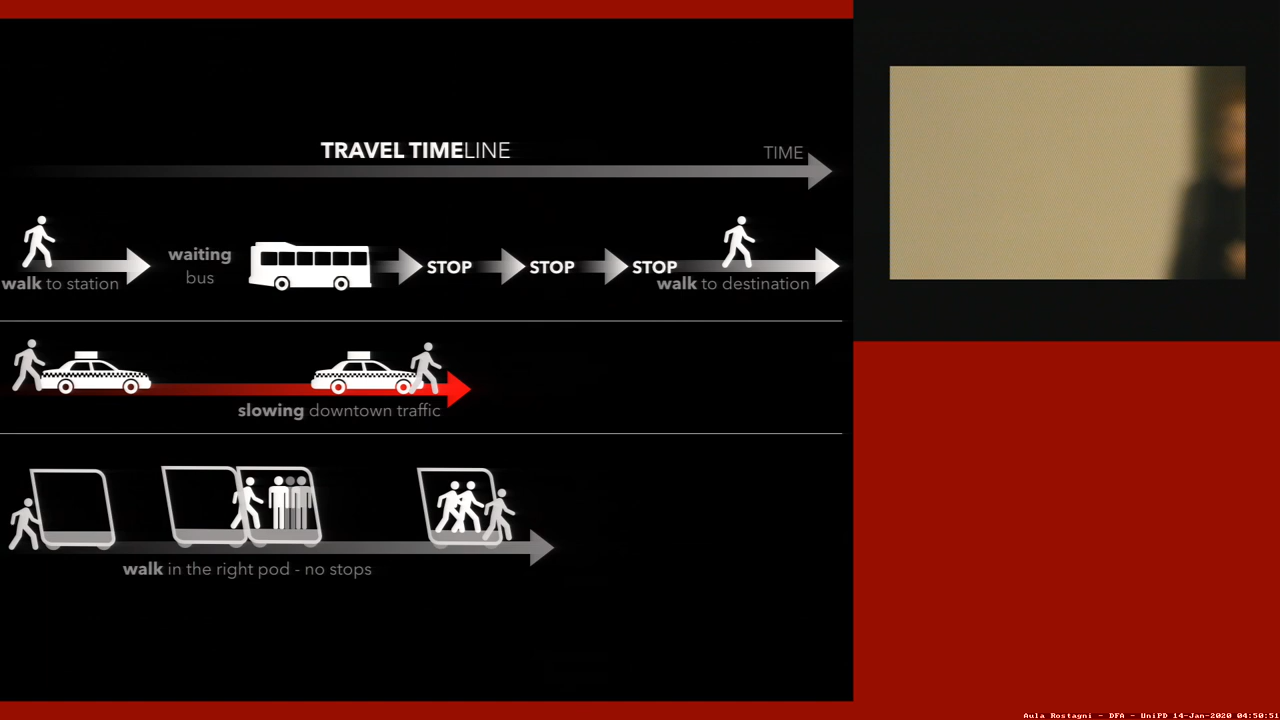 TRAVEL TIMELINE
TIME
waiting
bus
STOP
STOP
STOP
walk to station
walk to destination
slowing downtown traffic
walk in the right pod - no stops
Aula Rostagni - DFA - UniPD 14-Jan-2020 04:50:51